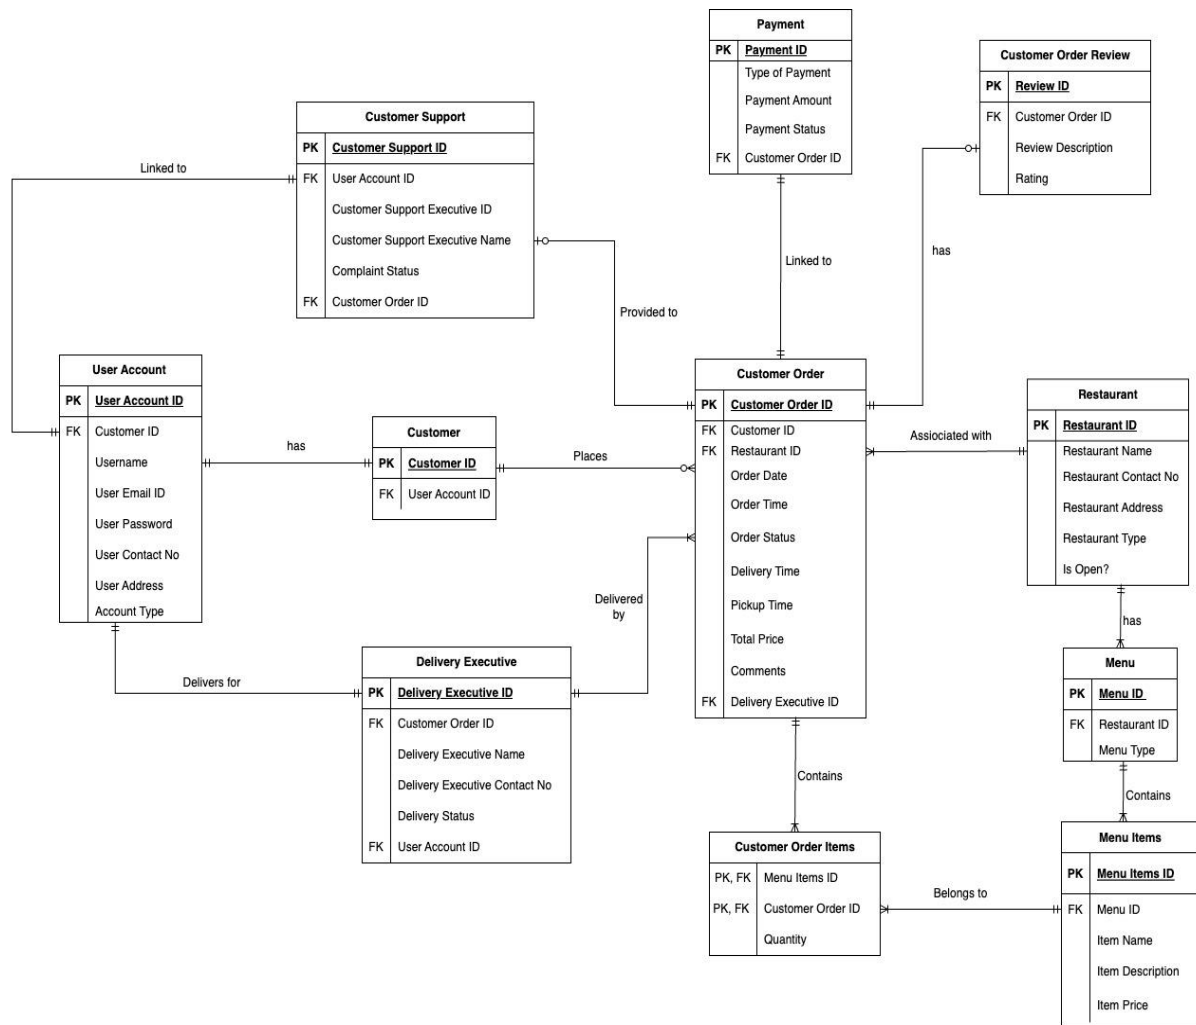 Payment
PK Payment ID
Type of Payment
Payment Amount
Payment Status
FK Customer Order ID
Customer Order Review
PK Review ID
FK Customer Order ID
Review Description
Rating
Customer Support
PK Customer Support ID
FK User Account ID
Customer Support Executive ID
Customer Support Executive Name
Complaint Status
FK Customer Order ID
Linked to
Linked to
has
Provided to
User Account
PK User Account ID
FK Customer ID
Username
User Email ID
User Password
User Contact No
User Address
Account Type
has
Customer
PK Customer ID
FK User Account ID
Places
Customer Order
PK Customer Order ID
FK Customer ID
FK Restaurant ID
Order Date
Order Time
Order Status
Delivery Time
Pickup Time
Total Price
Comments
FK Delivery Executive ID
Assiociated with
Restaurant
PK Restaurant ID
Restaurant Name
Restaurant Contact No
Restaurant Address
Restaurant Type
Is Open?
Delivered
by
has
Delivers for
Delivery Executive
PK Delivery Executive ID
FK Customer Order ID
Delivery Executive Name
Delivery Executive Contact No
Delivery Status
FK User Account ID
Menu
PK Menu ID
FK Restaurant ID
Menu Type
Contains
Contains
Customer Order Items
PK, FK Menu Items ID
PK, FK Customer Order ID
Quantity
Belongs to
Menu Items
PK Menu Items ID
FK Menu ID
Item Name
Item Description
Item Price